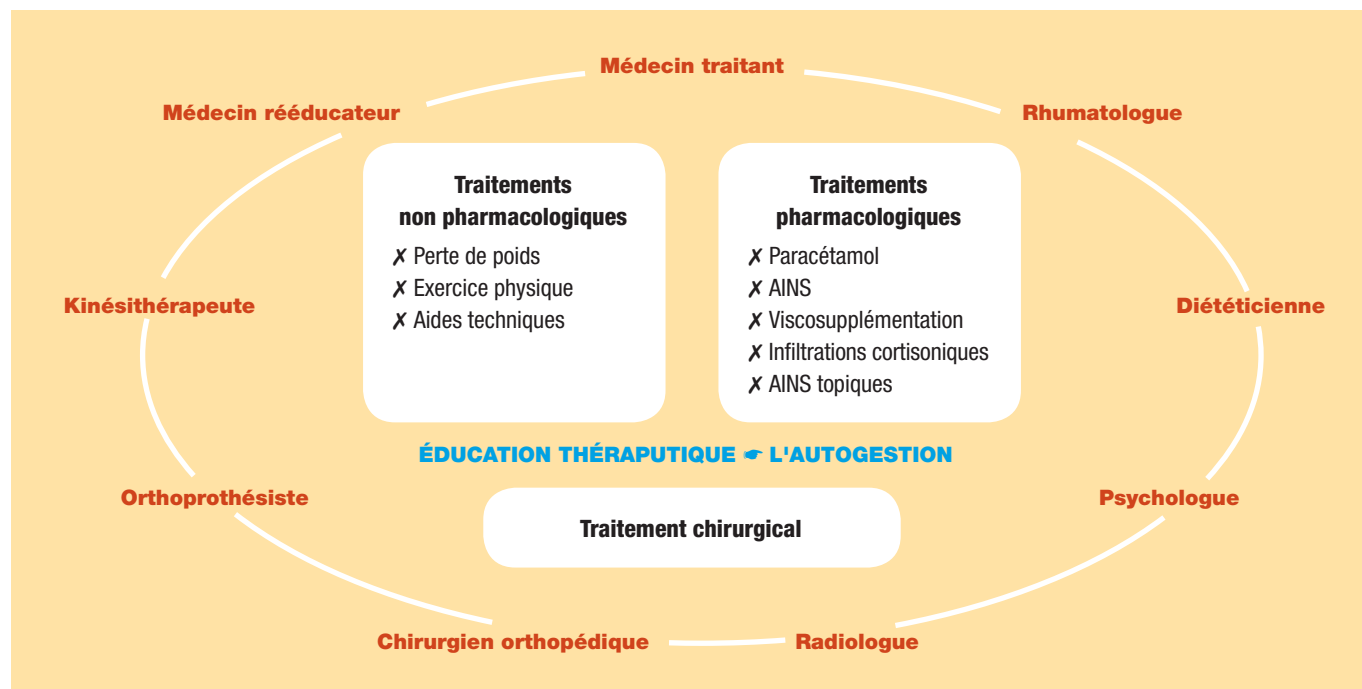 Médecin traitant
Médecin rééducateur
Rhumatologue
Traitements
non pharmacologiques
✗ Perte de poids
✗ Exercice physique
✗ Aides techniques
Traitements
pharmacologiques
✗ Paracétamol
✗ AINS
✗ Viscosupplémentation
✗ Infiltrations cortisoniques
✗ AINS topiques
Kinésithérapeute
Diététicienne
ÉDUCATION THÉRAPUTIQUE ☛ L'AUTOGESTION
Orthoprothésiste
Psychologue
Traitement chirurgical
Chirurgien orthopédique
Radiologue